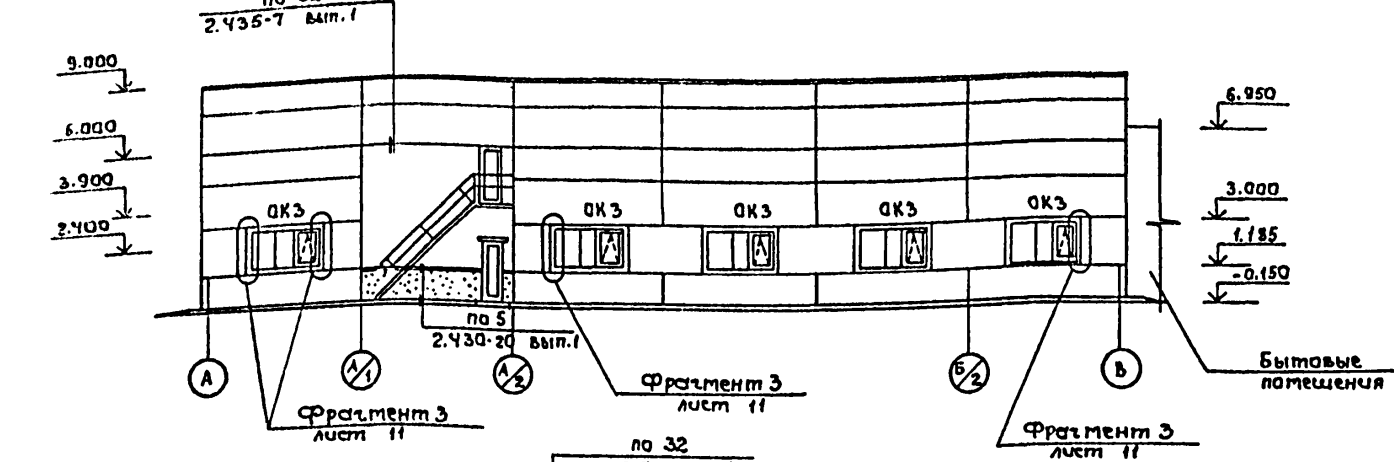 2.435-7 вып.1
9.000
6.000
3.900
2.400
6.950
3.000
1.185
-0.150
ОК3
ОК3
ОК3
ОК3
ОК3
по 5
2.430-20 вып.1
А
А/1
А/2
Б/2
В
Фрагмент 3
лист 11
Фрагмент 3
лист 11
Фрагмент 3
лист 11
Бытовые
помещения
по 32